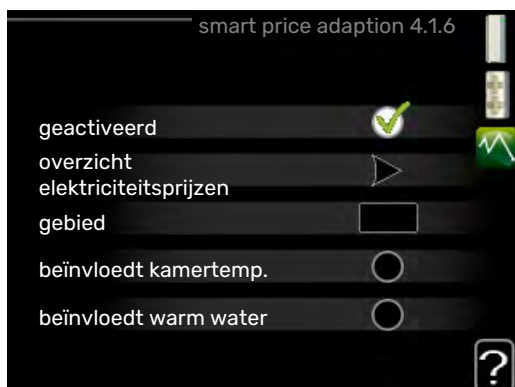 smart price adaption 4.1.6
geactiveerd
overzicht
elektriciteitsprijzen
gebied
beïnvloedt kamertemp.
beïnvloedt warm water
?